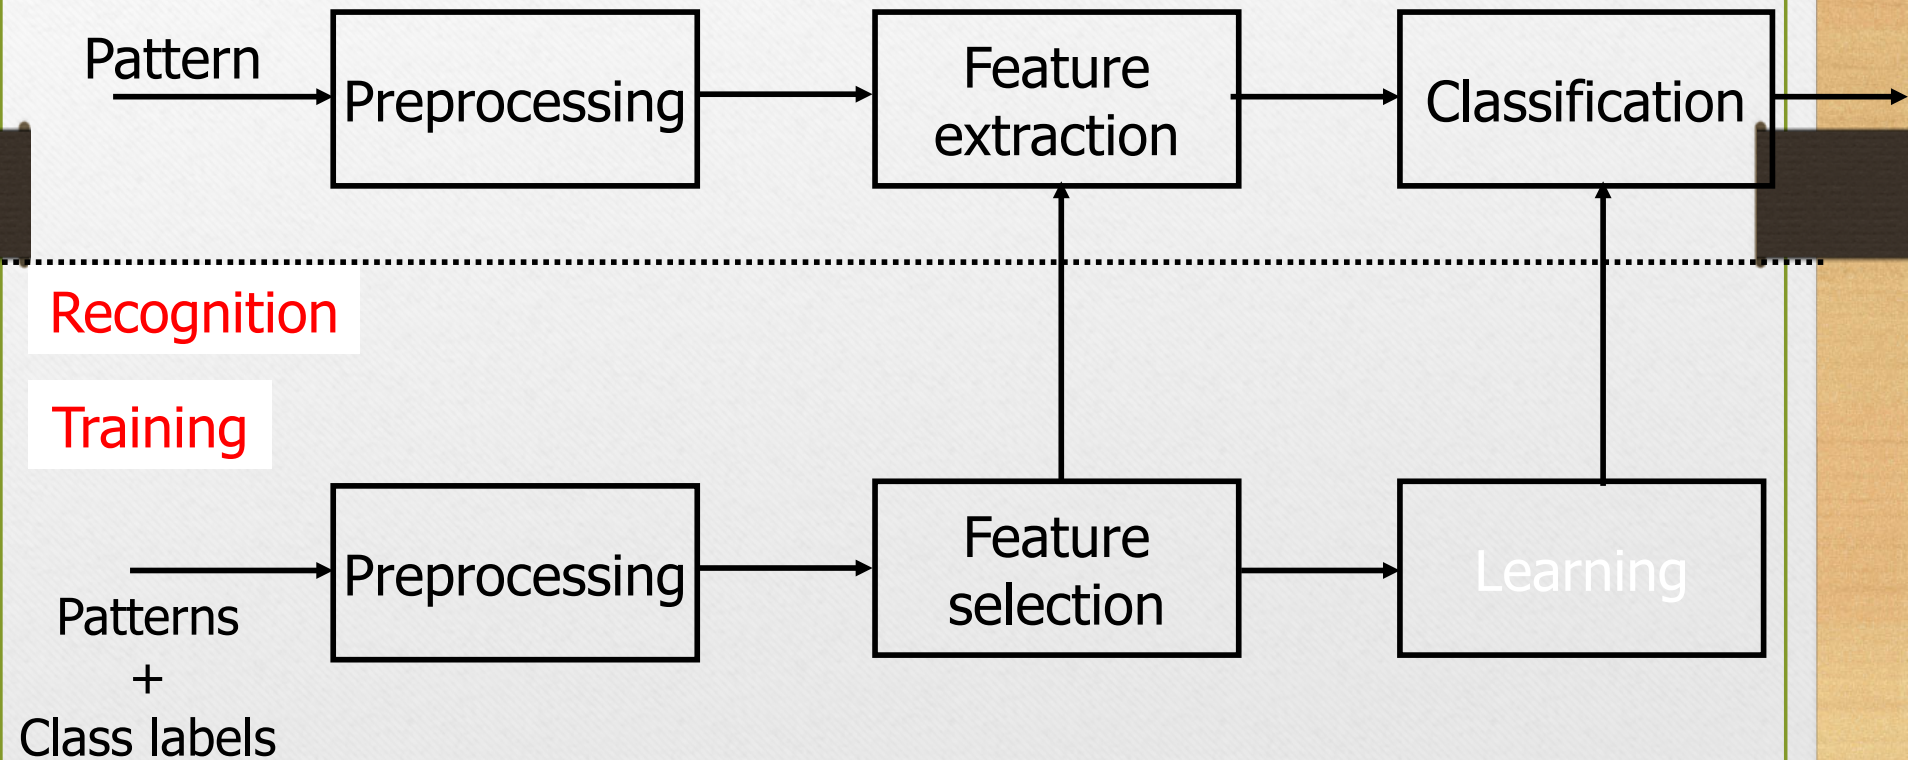 Pattern
Preprocessing
Feature
extraction
Classification
Recognition
Training
Patterns
+
Class labels
Preprocessing
Feature
selection
Learning